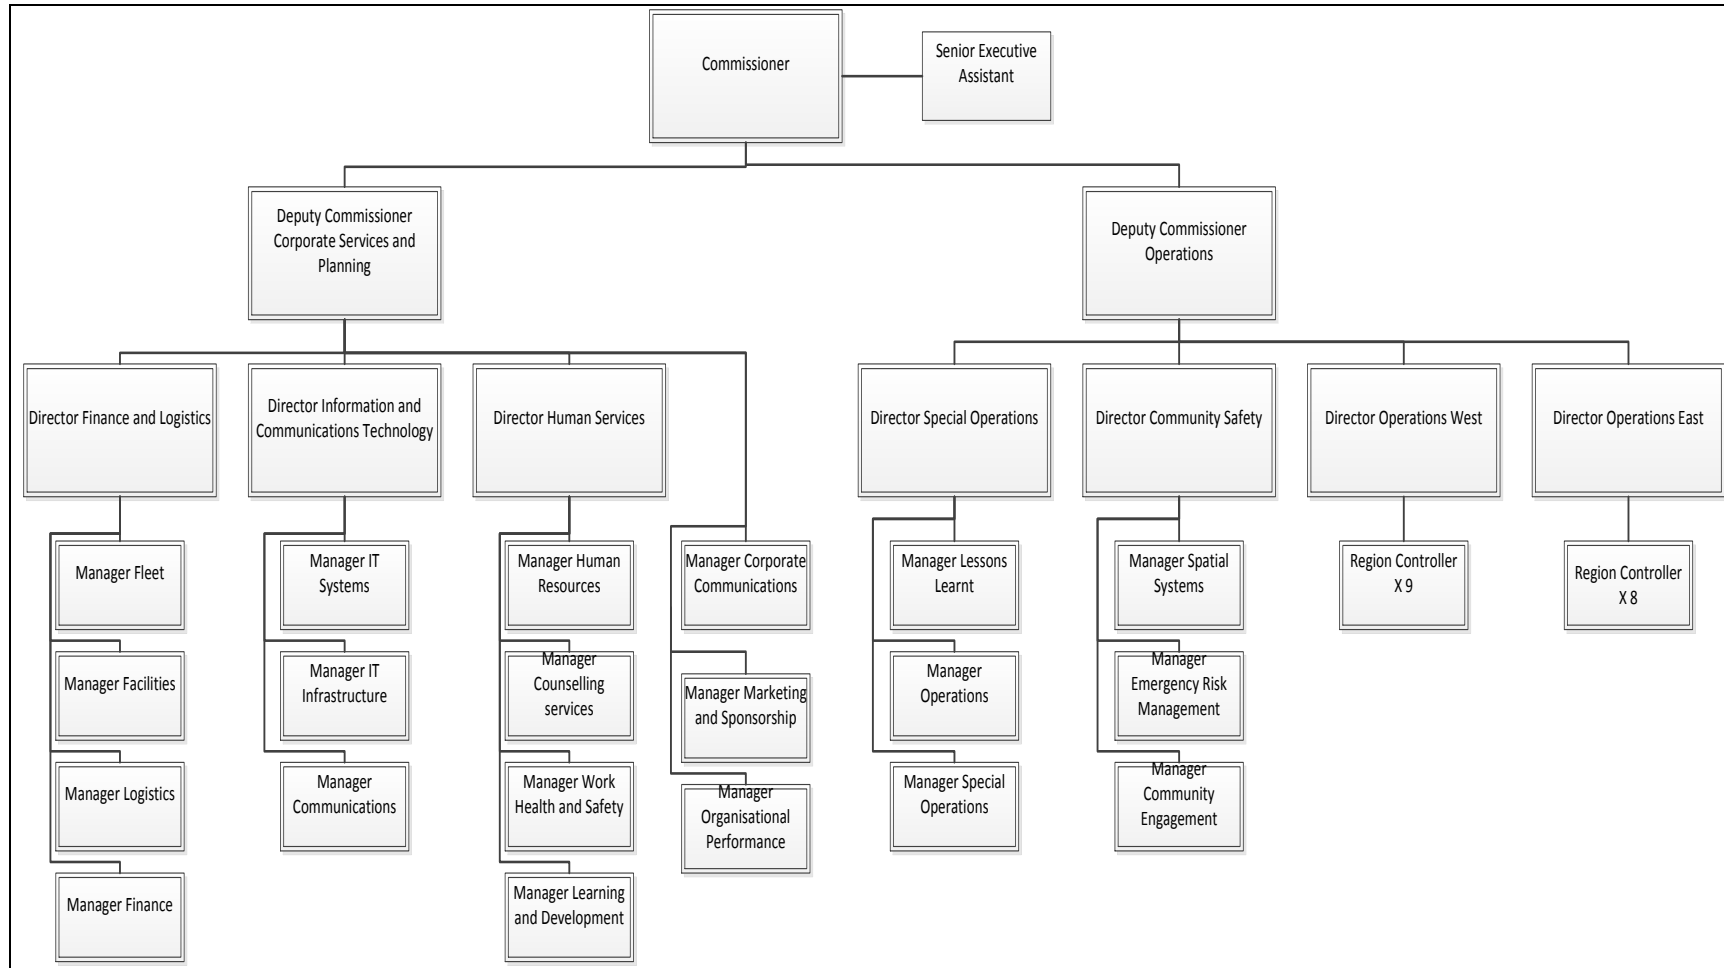 Commissioner
Senior Executive
Assistant
Deputy Commissioner
Corporate Services and
Planning
Deputy Commissioner
Operations
Director Finance and Logistics
Director Information and
Communications Technology
Director Human Services
Director Special Operations
Director Community Safety
Director Operations West
Director Operations East
Manager Fleet
Manager IT
Systems
Manager Human
Resources
Manager Corporate
Communications
Manager Lessons
Learnt
Manager Spatial
Systems
Region Controller
X 9
Region Controller
X 8
Manager Facilities
Manager IT
Infrastructure
Manager
Counselling
services
Manager Marketing
and Sponsorship
Manager
Operations
Manager
Emergency Risk
Management
Manager Logistics
Manager
Communications
Manager Work
Health and Safety
Manager
Organisational
Performance
Manager Special
Operations
Manager
Community
Engagement
Manager Finance
Manager Learning
and Development